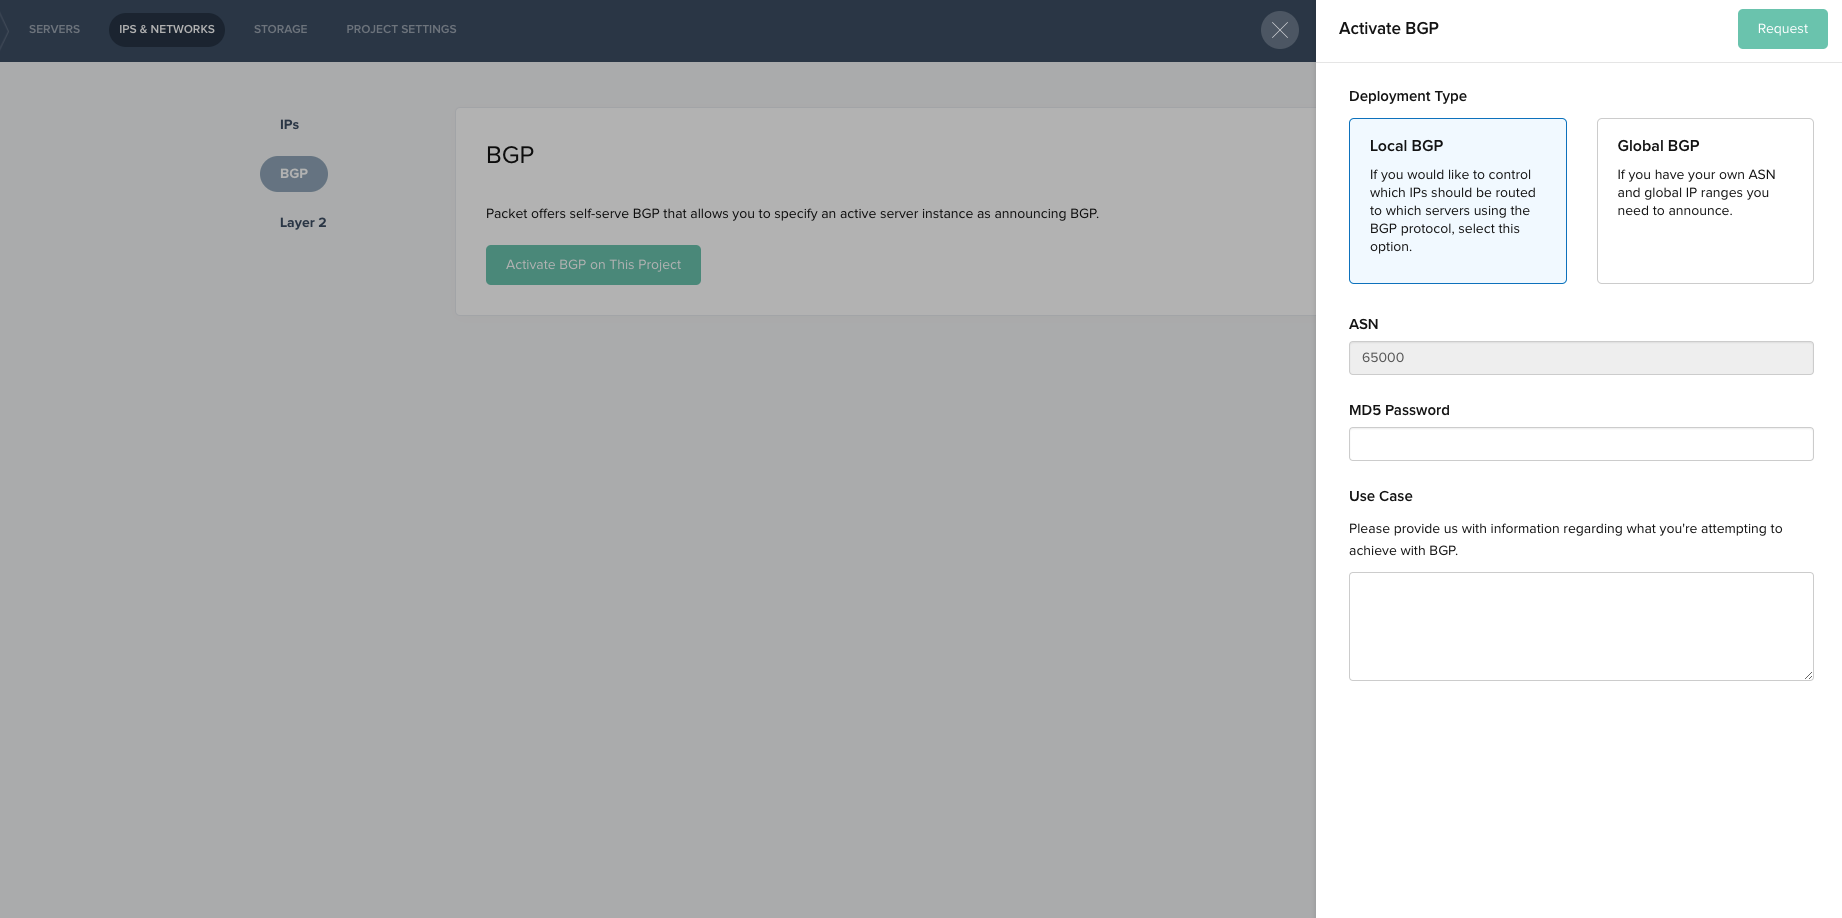 SERVERS
IPS & NETWORKS
STORAGE
PROJECT SETTINGS
IPs
BGP
Layer 2
BGP
Packet offers self-serve BGP that allows you to specify an active server instance as announcing BGP.
Activate BGP on This Project
Activate BGP
Request
Deployment Type
Local BGP
If you would like to control
which IPs should be routed
to which servers using the
BGP protocol, select this
option.
Global BGP
If you have your own ASN
and global IP ranges you
need to announce.
ASN
65000
MD5 Password
Use Case
Please provide us with information regarding what you're attempting to
achieve with BGP.